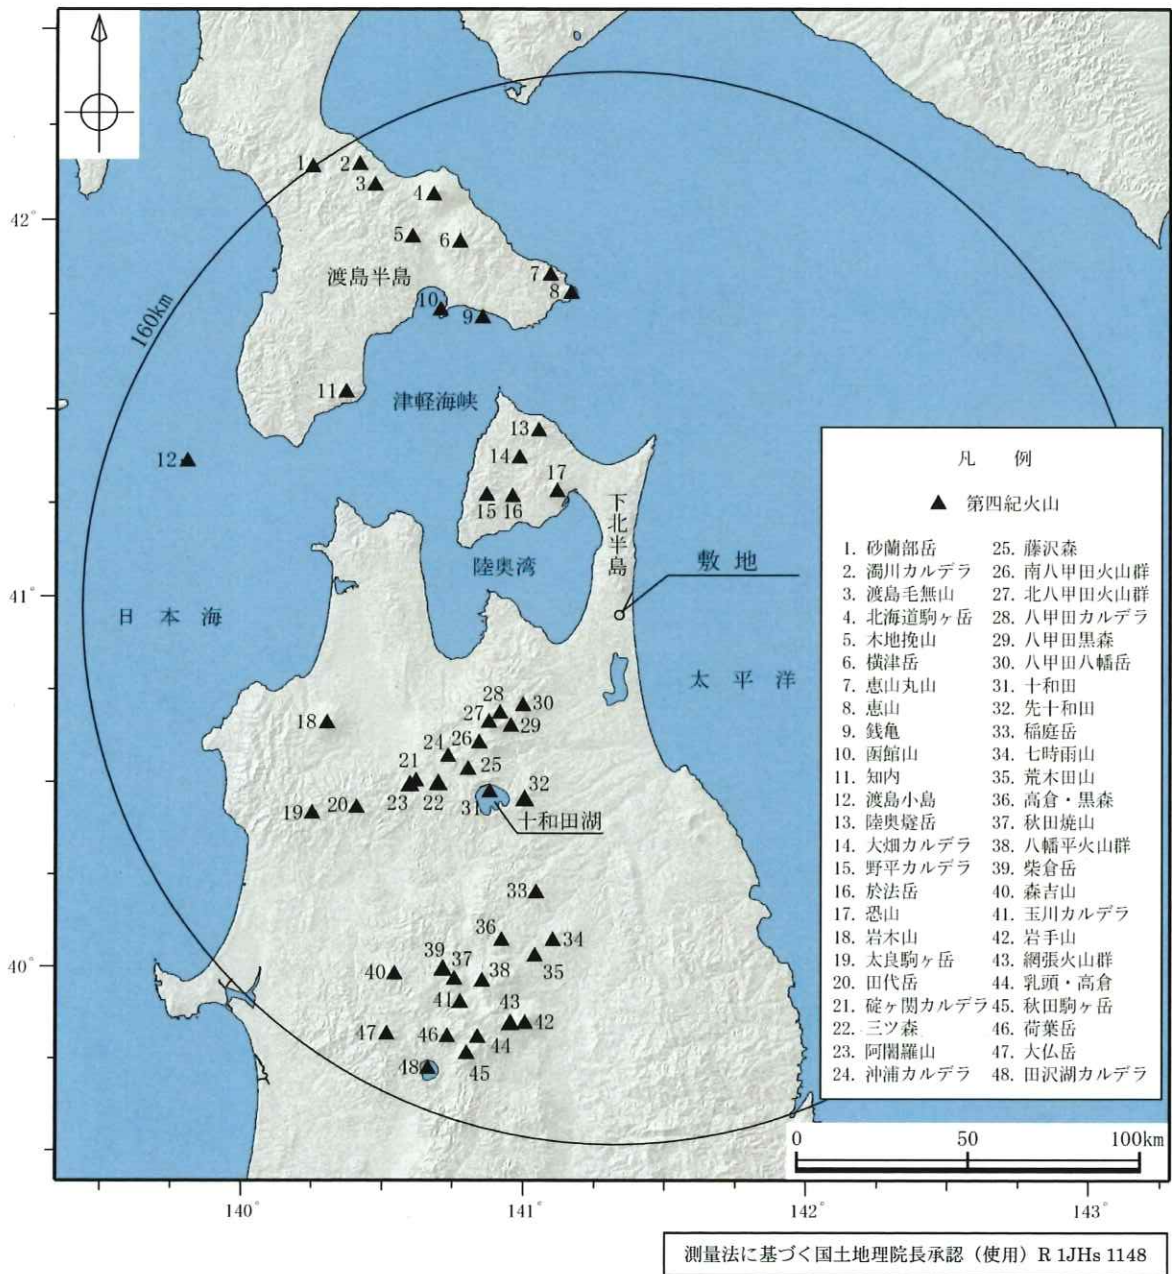 1
2
3
4
42°
5
6
渡島半島
7
8
10
9
160km
11
津軽海峡
13
12
14
17
15
16
下北半島
陸奥湾
敷地
41°
日本海
太平洋
28
30
18
27
29
26
24
25
21
32
23
22
20
31
19
十和田湖
33
36
34
39
37
35
40°
40
38
41
43
42
47
46
44
48
45
凡 例
▲ 第四紀火山
1. 砂蘭部岳
2. 濁川カルデラ
3. 渡島毛無山
4. 北海道駒ヶ岳
5. 木地挽山
6. 横津岳
7. 恵山丸山
8. 恵山
9. 銭亀
10. 函館山
11. 知内
12. 渡島小島
13. 陸奥燧岳
14. 大畑カルデラ
15. 野平カルデラ
16. 於法岳
17. 恐山
18. 岩木山
19. 太良駒ヶ岳
20. 田代岳
21. 碇ヶ関カルデラ
22. 三ツ森
23. 阿闍羅山
24. 沖浦カルデラ
25. 藤沢森
26. 南八甲田火山群
27. 北八甲田火山群
28. 八甲田カルデラ
29. 八甲田黒森
30. 八甲田八幡岳
31. 十和田
32. 先十和田
33. 稲庭岳
34. 七時雨山
35. 荒木田山
36. 高倉・黒森
37. 秋田焼山
38. 八幡平火山群
39. 柴倉岳
40. 森吉山
41. 玉川カルデラ
42. 岩手山
43. 網張火山群
44. 乳頭・高倉
45. 秋田駒ヶ岳
46. 荷葉岳
47. 大仏岳
48. 田沢湖カルデラ
0 50 100km
140° 141° 142° 143°
測量法に基づく国土地理院長承認（使用）R 1JHs 1148